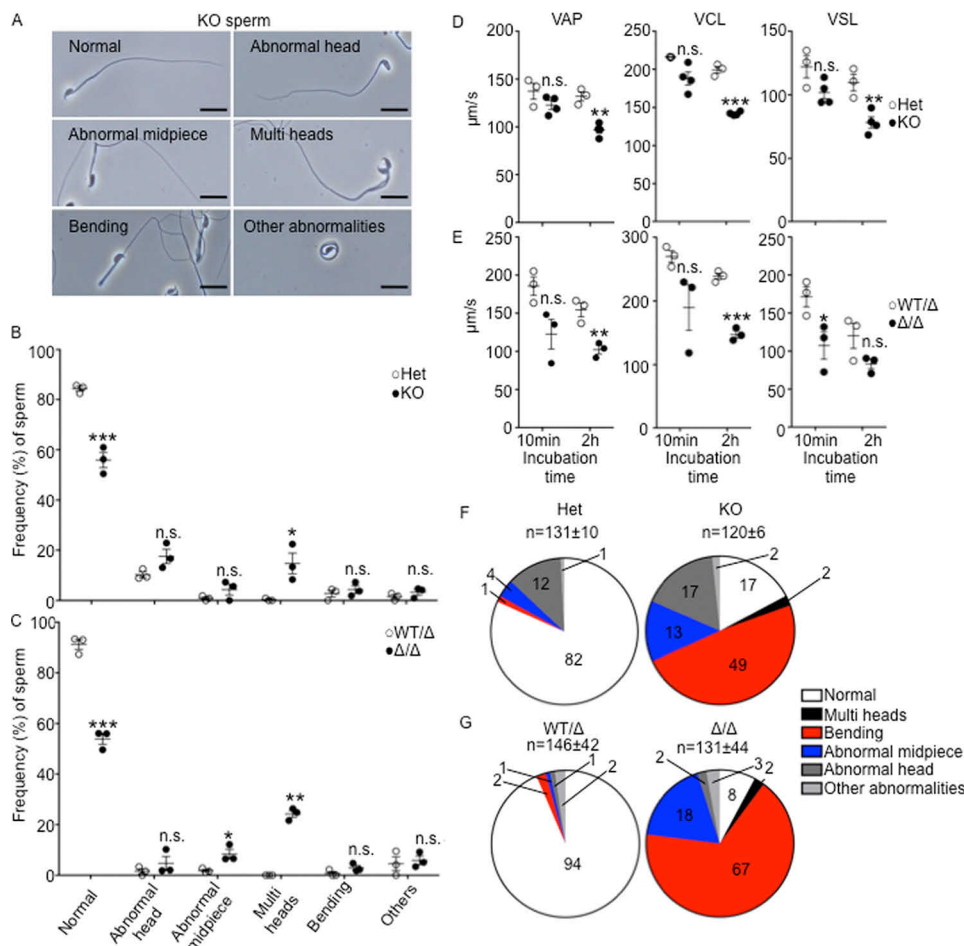 A
KO sperm
Normal
Abnormal head
Abnormal midpiece
Multi heads
Bending
Other abnormalities
B
Frequency (%) of sperm
100
80
60
40
20
0
Het
KO
***
n.s.
n.s.
*
n.s.
n.s.
C
Frequency (%) of sperm
100
80
60
40
20
0
WT/Δ
Δ/Δ
***
n.s.
*
**
n.s.
n.s.
Normal
Abnormal
head
Abnormal
midpiece
Multi
heads
Bending
Others
D
VAP
VCL
VSL
µm/s
200
150
100
50
0
n.s.
**
250
200
150
100
50
0
n.s.
***
150
100
50
0
n.s.
**
Het
KO
E
µm/s
250
200
150
100
50
0
n.s.
**
300
200
100
0
n.s.
***
250
200
150
100
50
0
*
n.s.
WT/Δ
Δ/Δ
10min 2h
Incubation
time
10min 2h
Incubation
time
10min 2h
Incubation
time
F
Het
n=131±10
1
12
4
1
82
KO
n=120±6
2
17
2
17
13
49
G
WT/Δ
n=146±42
1
1
2
2
94
Δ/Δ
n=131±44
2
3
2
8
18
67
Normal
Multi heads
Bending
Abnormal midpiece
Abnormal head
Other abnormalities